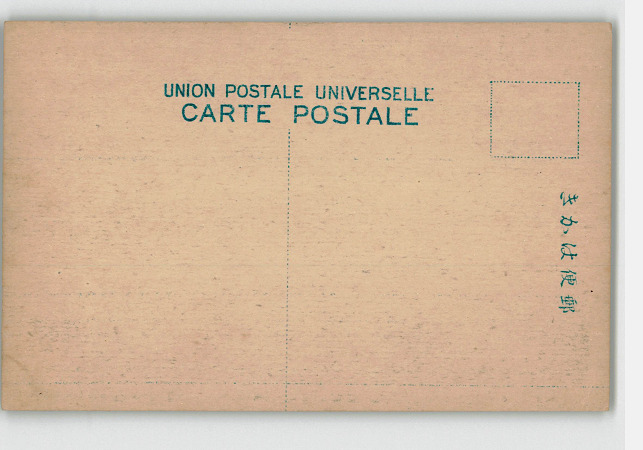 UNION POSTALE UNIVERSELLE
CARTE POSTALE
郵便はかき